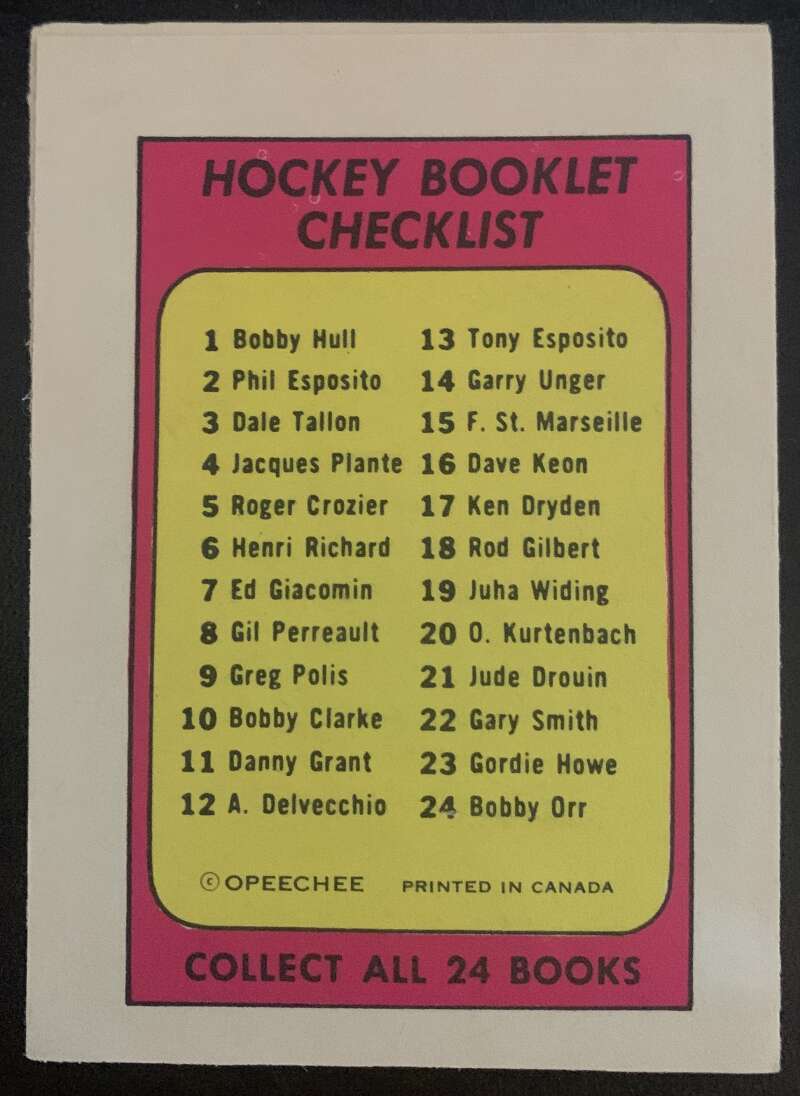 HOCKEY BOOKLET
CHECKLIST
1 Bobby Hull
2 Phil Esposito
3 Dale Tallon
4 Jacques Plante
5 Roger Crozier
6 Henri Richard
7 Ed Giacomin
8 Gil Perreault
9 Greg Polis
10 Bobby Clarke
11 Danny Grant
12 A. Delvecchio
13 Tony Esposito
14 Garry Unger
15 F. St. Marseille
16 Dave Keon
17 Ken Dryden
18 Rod Gilbert
19 Juha Widing
20 O. Kurtenbach
21 Jude Drouin
22 Gary Smith
23 Gordie Howe
24 Bobby Orr
© OPEECHEE PRINTED IN CANADA
COLLECT ALL 24 BOOKS